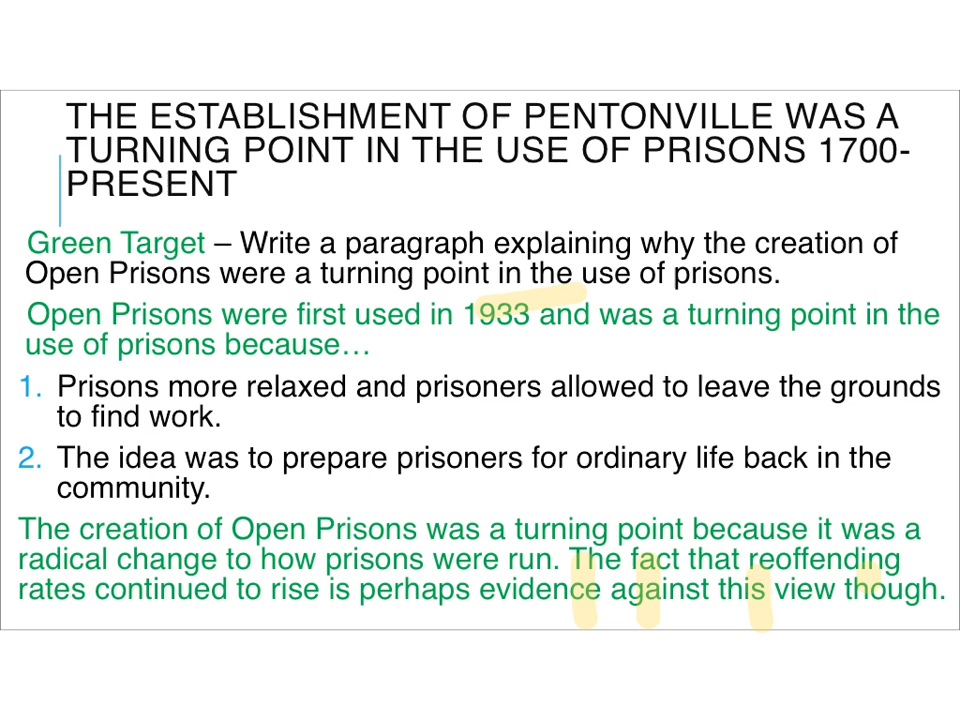 THE ESTABLISHMENT OF PENTONVILLE WAS A
TURNING POINT IN THE USE OF PRISONS 1700-
PRESENT
Green Target – Write a paragraph explaining why the creation of
Open Prisons were a turning point in the use of prisons.
Open Prisons were first used in 1933 and was a turning point in the
use of prisons because…
1. Prisons more relaxed and prisoners allowed to leave the grounds
to find work.
2. The idea was to prepare prisoners for ordinary life back in the
community.
The creation of Open Prisons was a turning point because it was a
radical change to how prisons were run. The fact that reoffending
rates continued to rise is perhaps evidence against this view though.